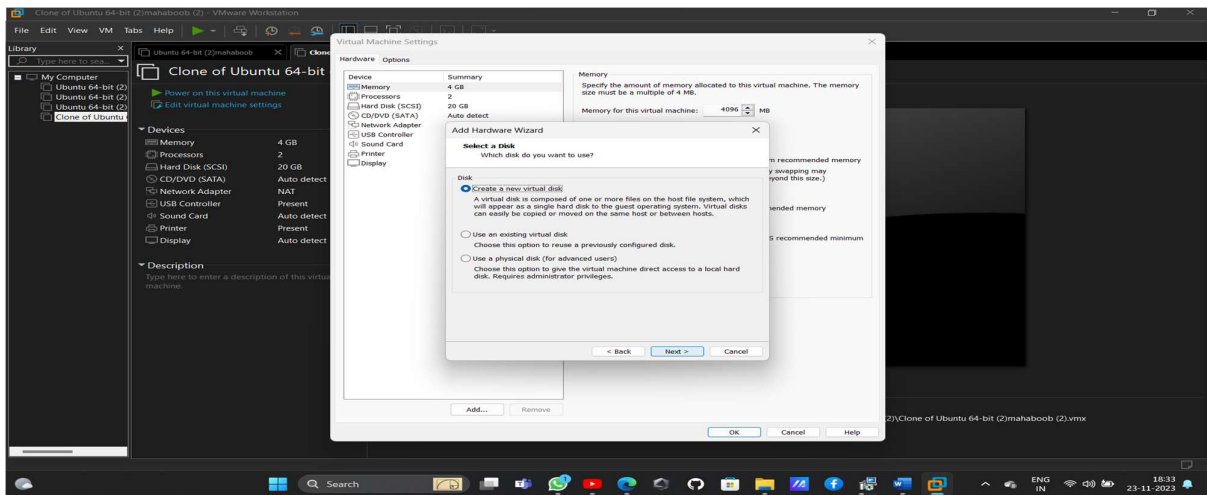 Clone of Ubuntu 64-bit (2)mahaboob (2) - VMware Workstation
File Edit View VM Tabs Help
Library
Type here to sea...
My Computer
Ubuntu 64-bit (2)
Ubuntu 64-bit (2)
Ubuntu 64-bit (2)
Clone of Ubuntu
Ubuntu 64-bit (2)mahaboob
Clone
Clone of Ubuntu 64-bit
Power on this virtual machine
Edit virtual machine settings
Devices
Memory 4 GB
Processors 2
Hard Disk (SCSI) 20 GB
CD/DVD (SATA) Auto detect
Network Adapter NAT
USB Controller Present
Sound Card Auto detect
Printer Present
Display Auto detect
Description
Type here to enter a description of this virtua
machine.
Virtual Machine Settings
Hardware Options
Device Summary
Memory 4 GB
Processors 2
Hard Disk (SCSI) 20 GB
CD/DVD (SATA) Auto detect
Network Adapter
USB Controller
Sound Card
Printer
Display
Add... Remove
Memory
Specify the amount of memory allocated to this virtual machine. The memory
size must be a multiple of 4 MB.
Memory for this virtual machine: 4096 MB
m recommended memory
y swapping may
eyond this size.)
ended memory
S recommended minimum
Add Hardware Wizard
Select a Disk
Which disk do you want to use?
Disk
Create a new virtual disk
A virtual disk is composed of one or more files on the host file system, which
will appear as a single hard disk to the guest operating system. Virtual disks
can easily be copied or moved on the same host or between hosts.
Use an existing virtual disk
Choose this option to reuse a previously configured disk.
Use a physical disk (for advanced users)
Choose this option to give the virtual machine direct access to a local hard
disk. Requires administrator privileges.
< Back Next > Cancel
OK Cancel Help
2)\Clone of Ubuntu 64-bit (2)mahaboob (2).vmx
Search
ENG
IN
18:33
23-11-2023